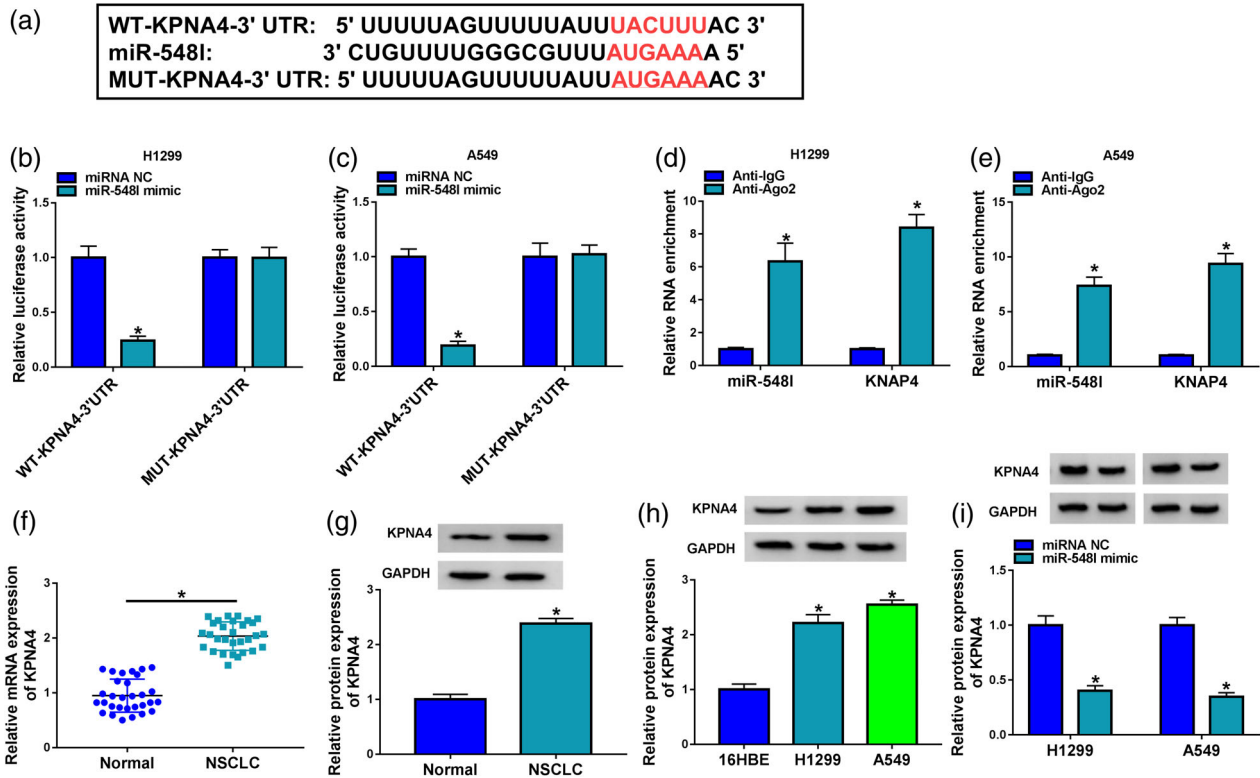 (a)
WT-KPNA4-3' UTR: 5' UUUUUAGUUUUUAUUUACUUUAC 3'
miR-548l: 3' CUGUUUUGGGCGUUUAUGAAAA 5'
MUT-KPNA4-3' UTR: 5' UUUUUAGUUUUUAUUAUGAAAAC 3'
(b)
H1299
miRNA NC
miR-548l mimic
Relative luciferase activity
1.5
1.0
0.5
0.0
*
WT-KPNA4-3'UTR
MUT-KPNA4-3'UTR
(c)
A549
miRNA NC
miR-548l mimic
Relative luciferase activity
1.5
1.0
0.5
0.0
*
WT-KPNA4-3'UTR
MUT-KPNA4-3'UTR
(d)
H1299
Anti-IgG
Anti-Ago2
Relative RNA enrichment
10
8
6
4
2
0
*
*
miR-548l
KNAP4
(e)
A549
Anti-IgG
Anti-Ago2
Relative RNA enrichment
15
10
5
0
*
*
miR-548l
KNAP4
(f)
Relative mRNA expression
of KPNA4
3
2
1
0
*
Normal
NSCLC
(g)
KPNA4
GAPDH
Relative protein expression
of KPNA4
3
2
1
0
*
Normal
NSCLC
(h)
KPNA4
GAPDH
Relative protein expression
of KPNA4
3
2
1
0
*
*
16HBE
H1299
A549
(i)
KPNA4
GAPDH
miRNA NC
miR-548l mimic
Relative protein expression
of KPNA4
1.5
1.0
0.5
0.0
*
*
H1299
A549